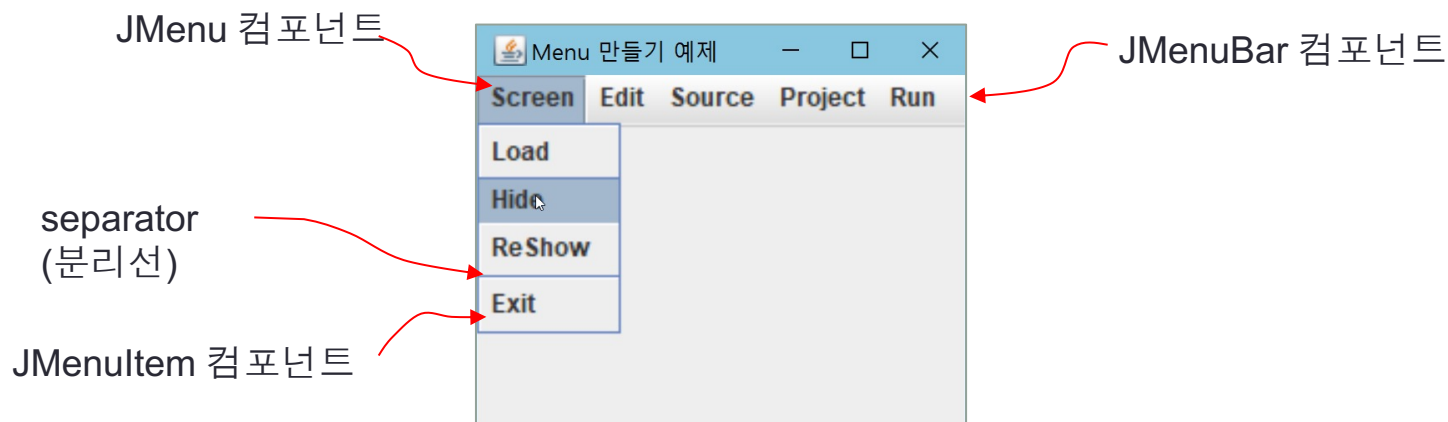 JMenu 컴포넌트
Menu 만들기 예제
JMenuBar 컴포넌트
Screen Edit Source Project Run
Load
Hide
ReShow
separator
(분리선)
Exit
JMenuItem 컴포넌트